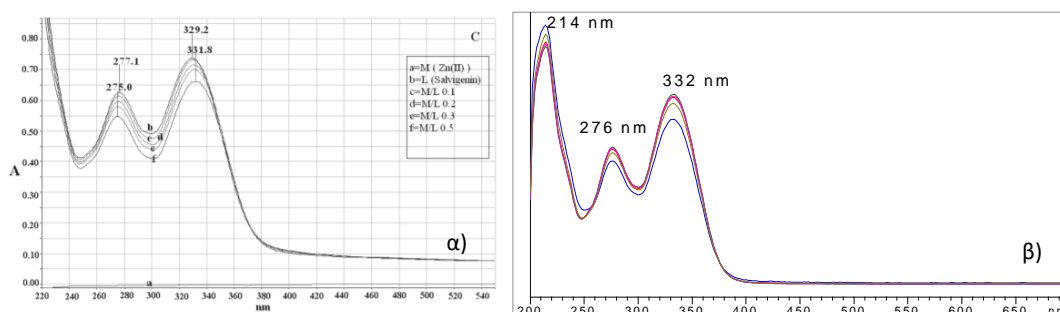 C
329.2
331.8
277.1
275.0
a=M ( Zn(II) )
b=L (Salvigenin)
c=M/L 0.1
d=M/L 0.2
e=M/L 0.3
f=M/L 0.5
b
c d
e
f
a
A
0.80
0.70
0.60
0.50
0.40
0.30
0.20
0.10
0.00
220 240 260 280 300 320 340 360 380 400 420 440 460 480 500 520 540
nm
α)
214 nm
276 nm
332 nm
β)
200 250 300 350 400 450 500 550 600 650